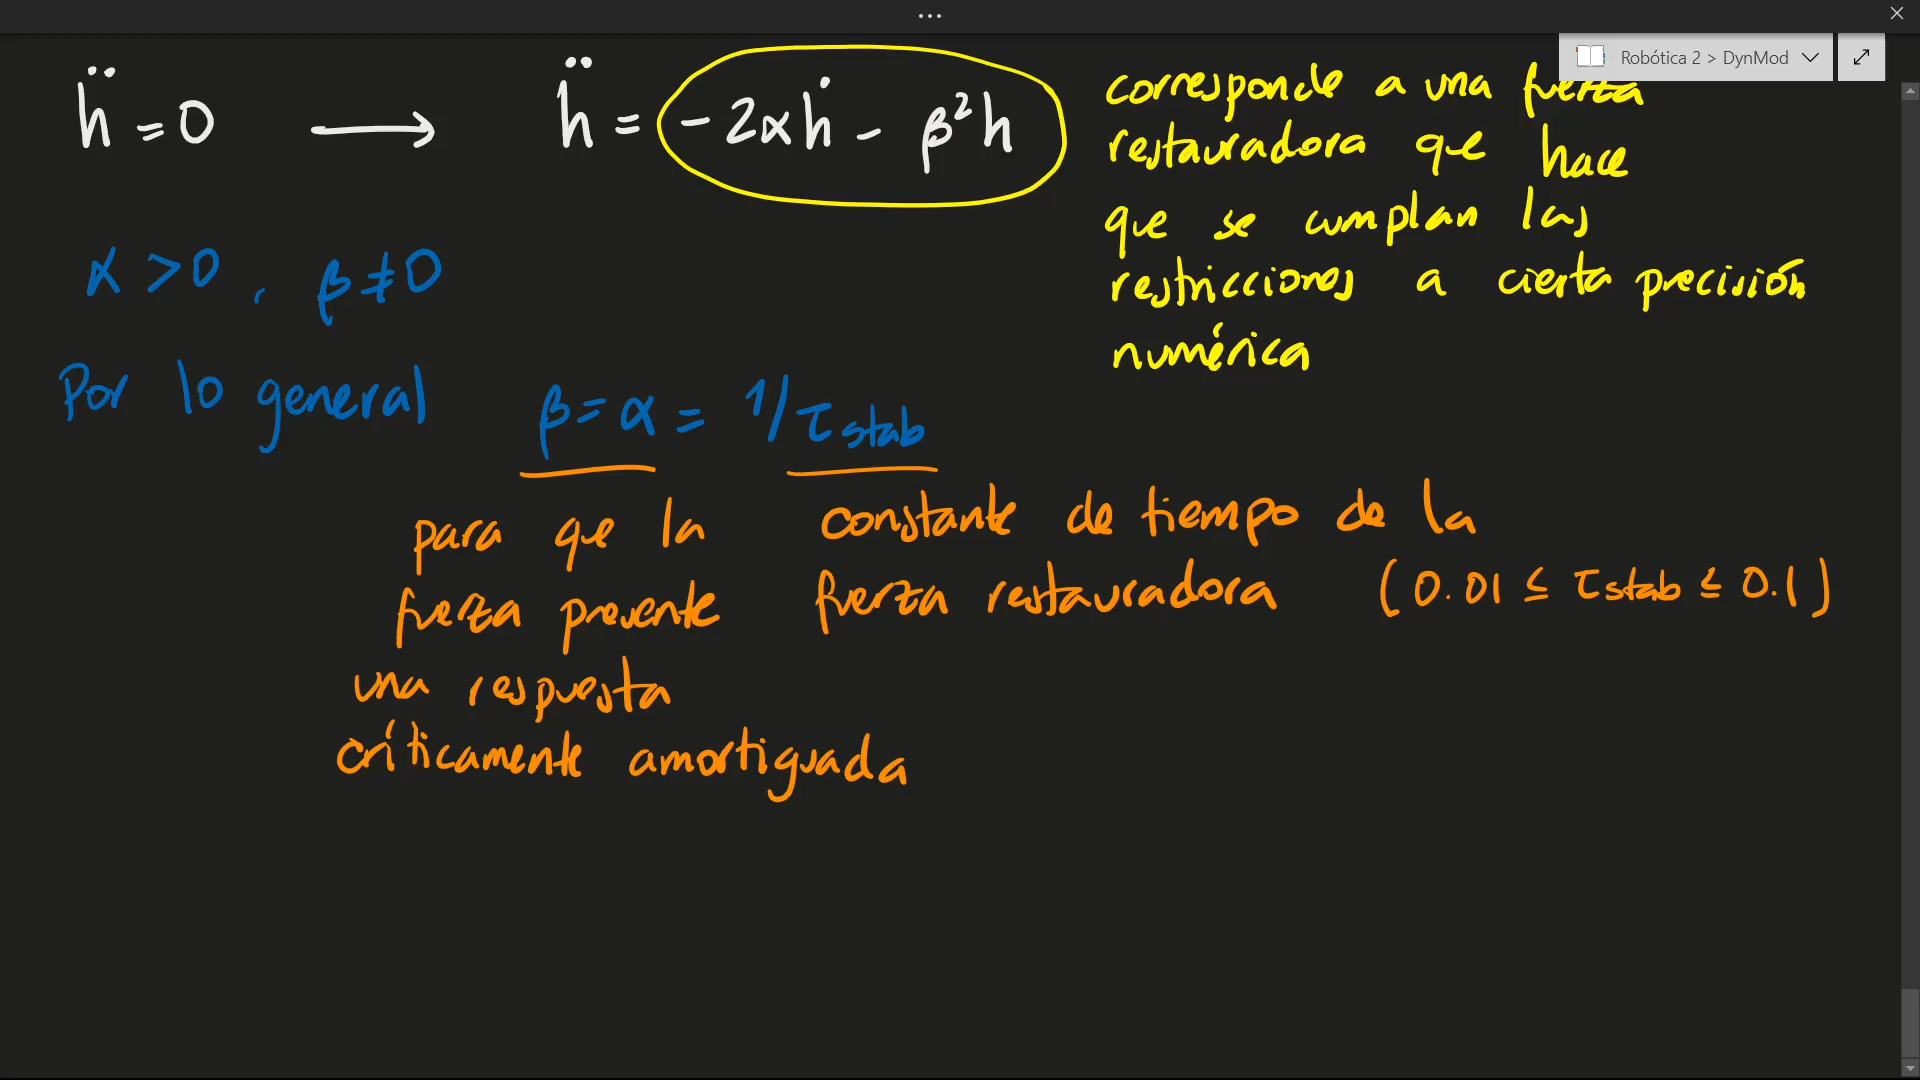 Robótica 2 > DynMod
ḧ = 0 → ḧ = -2αḣ - β²h
corresponde a una fuerza
restauradora que hace
que se cumplan las
restricciones a cierta precisión
numérica
α > 0, β ≠ 0
Por lo general β = α = 1/τstab
para que la
fuerza presente
una respuesta
críticamente amortiguada
constante de tiempo de la
fuerza restauradora (0.01 ≤ τstab ≤ 0.1)